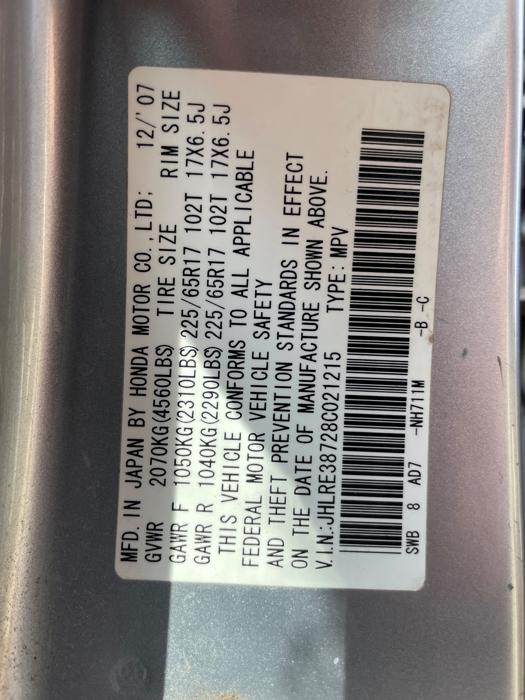 MFD. IN JAPAN BY HONDA MOTOR CO., LTD: 12/'07
GVWR 2070KG(4560LBS) TIRE SIZE RIM SIZE
GAWR F 1050KG(2310LBS) 225/65R17 102T 17X6.5J
GAWR R 1040KG(2290LBS) 225/65R17 102T 17X6.5J
THIS VEHICLE CONFORMS TO ALL APPLICABLE
FEDERAL MOTOR VEHICLE SAFETY
AND THEFT PREVENTION STANDARDS IN EFFECT
ON THE DATE OF MANUFACTURE SHOWN ABOVE.
V.I.N.:JHLRE38728C021215 TYPE: MPV
SWB 8 AD7 -NH711M -B -C